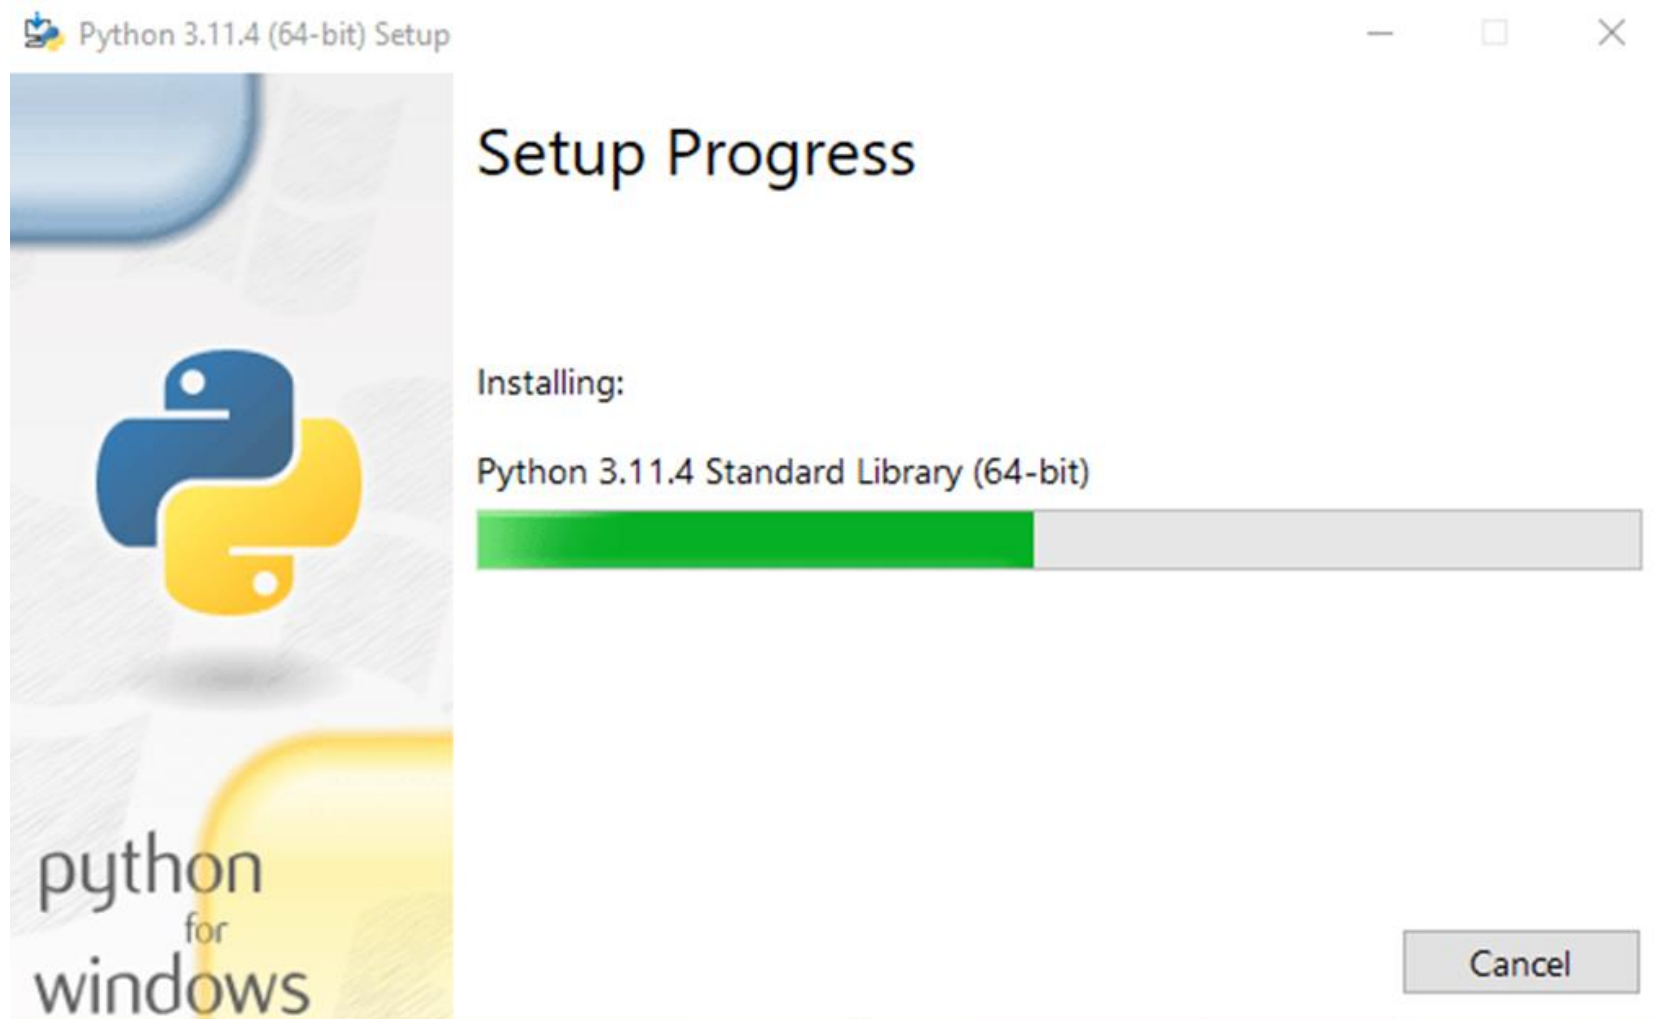 Python 3.11.4 (64-bit) Setup
Setup Progress
Installing:
Python 3.11.4 Standard Library (64-bit)
python
for
windows
Cancel